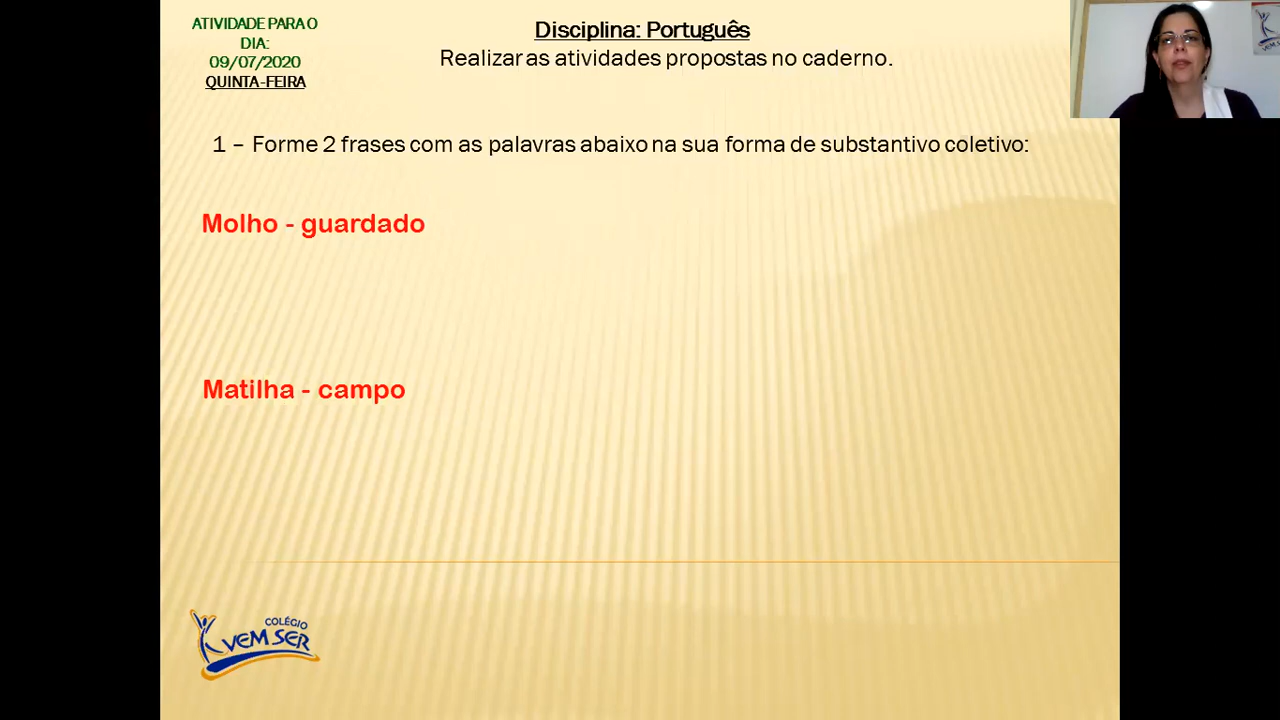 ATIVIDADE PARA O
DIA:
09/07/2020
QUINTA-FEIRA
Disciplina: Português
Realizar as atividades propostas no caderno.
1 – Forme 2 frases com as palavras abaixo na sua forma de substantivo coletivo:
Molho - guardado
Matilha - campo
COLÉGIO
VEM SER